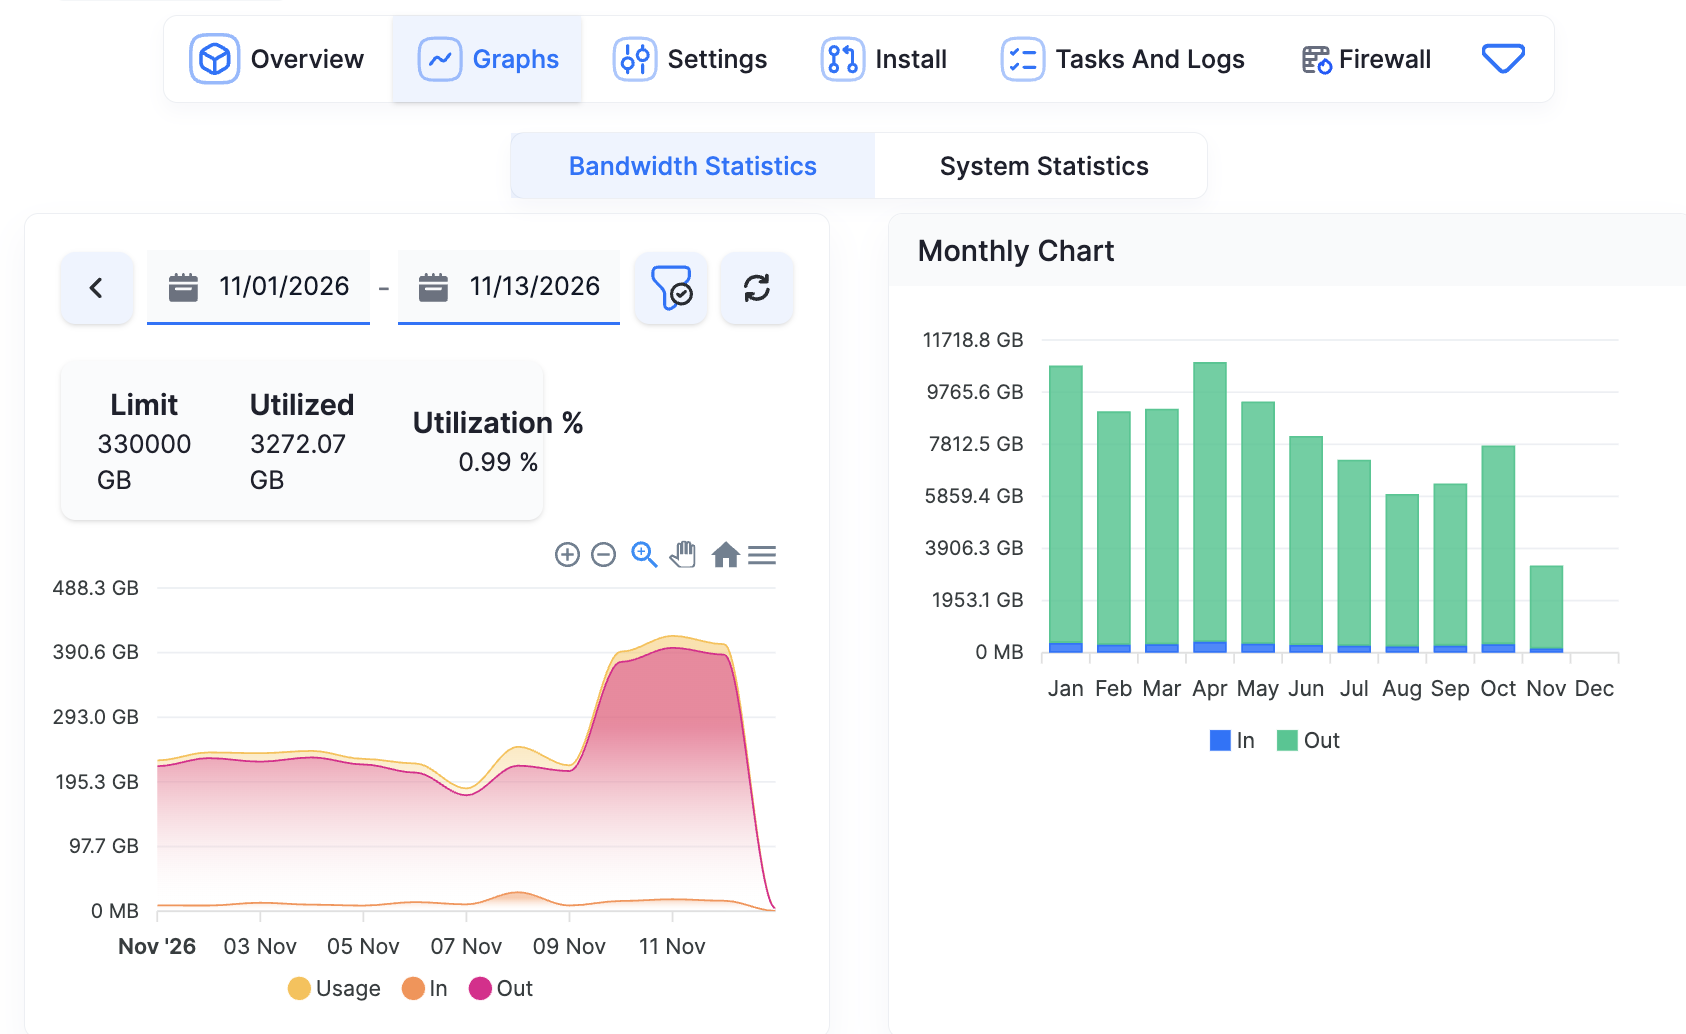 Overview Graphs Settings Install Tasks And Logs Firewall
Bandwidth Statistics System Statistics
11/01/2026 - 11/13/2026
Limit
330000
GB
Utilized
3272.07
GB
Utilization %
0.99 %
488.3 GB
390.6 GB
293.0 GB
195.3 GB
97.7 GB
0 MB
Nov '26 03 Nov 05 Nov 07 Nov 09 Nov 11 Nov
Usage In Out
Monthly Chart
11718.8 GB
9765.6 GB
7812.5 GB
5859.4 GB
3906.3 GB
1953.1 GB
0 MB
Jan Feb Mar Apr May Jun Jul Aug Sep Oct Nov Dec
In Out